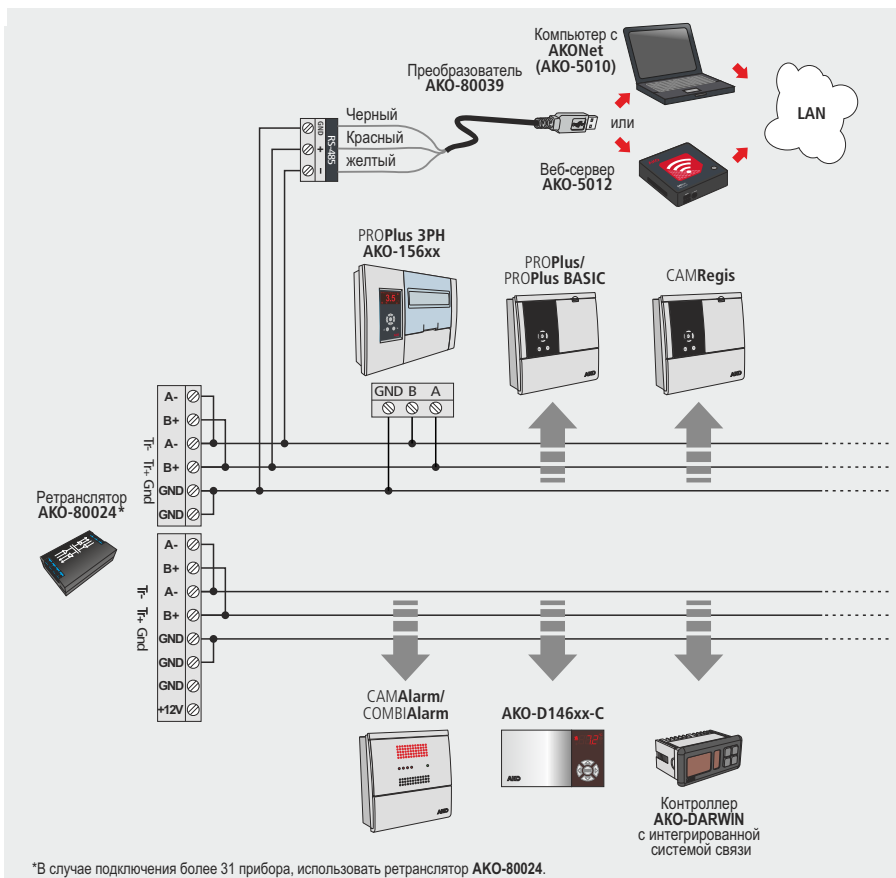 Компьютер с
AKONet
(AKO-5010)
Преобразователь
AKO-80039
LAN
или
Веб-сервер
AKO-5012
GND
+
-
RS-485
Черный
Красный
желтый
PROPlus 3PH
AKO-156xx
PROPlus/
PROPlus BASIC
CAMRegis
3.5
AKO
AKO
GND B A
A-
B+
A-
B+
GND
GND
Tr- Tr+ Gnd
Ретранслятор
AKO-80024*
A-
B+
A-
B+
GND
GND
GND
+12V
Tr- Tr+ Gnd
CAMAlarm/
COMBIAlarm
AKO-D146xx-C
AKO
AKO
Контроллер
AKO-DARWIN
с интегрированной
системой связи
*В случае подключения более 31 прибора, использовать ретранслятор AKO-80024.